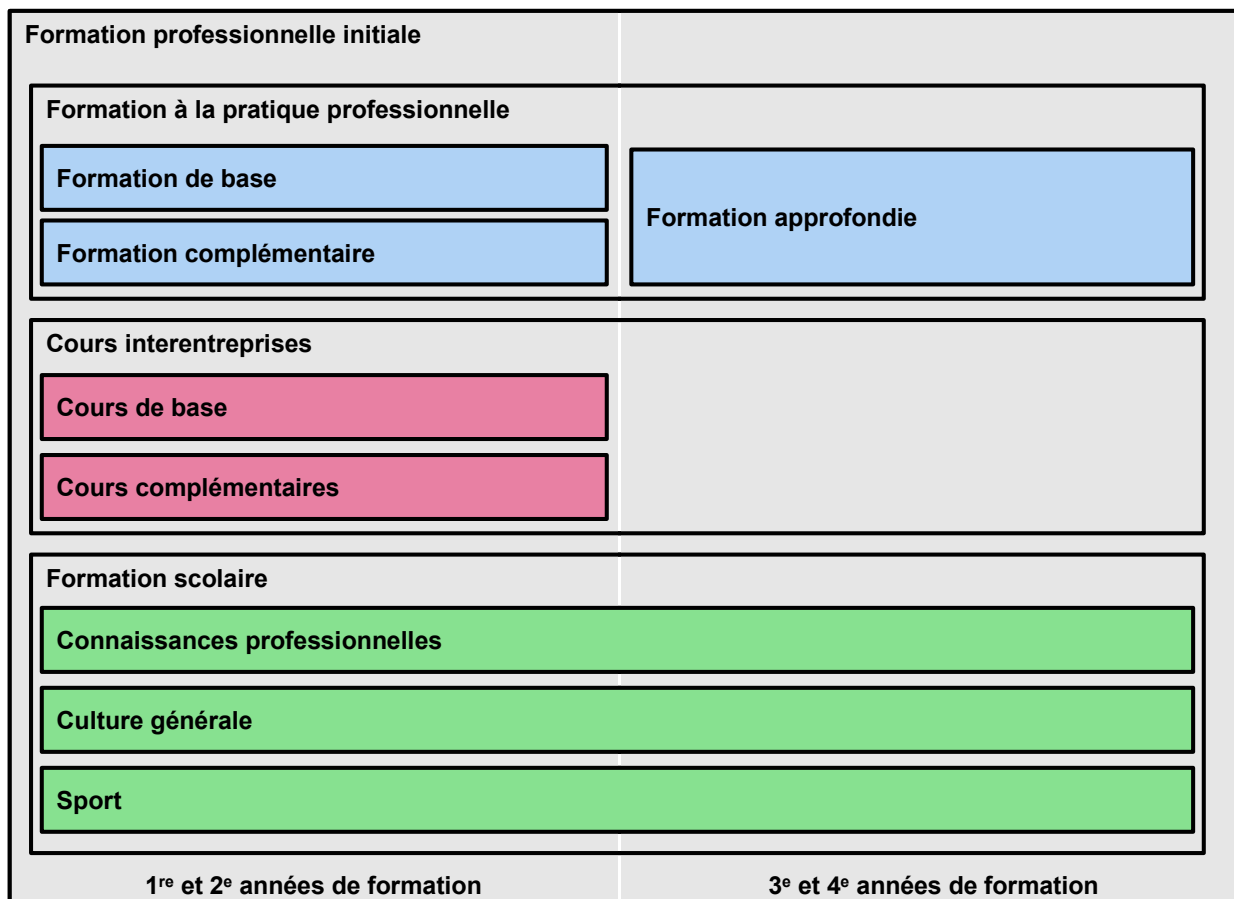 Formation professionnelle initiale
Formation à la pratique professionnelle
Formation de base
Formation complémentaire
Formation approfondie
Cours interentreprises
Cours de base
Cours complémentaires
Formation scolaire
Connaissances professionnelles
Culture générale
Sport
1re et 2e années de formation
3e et 4e années de formation